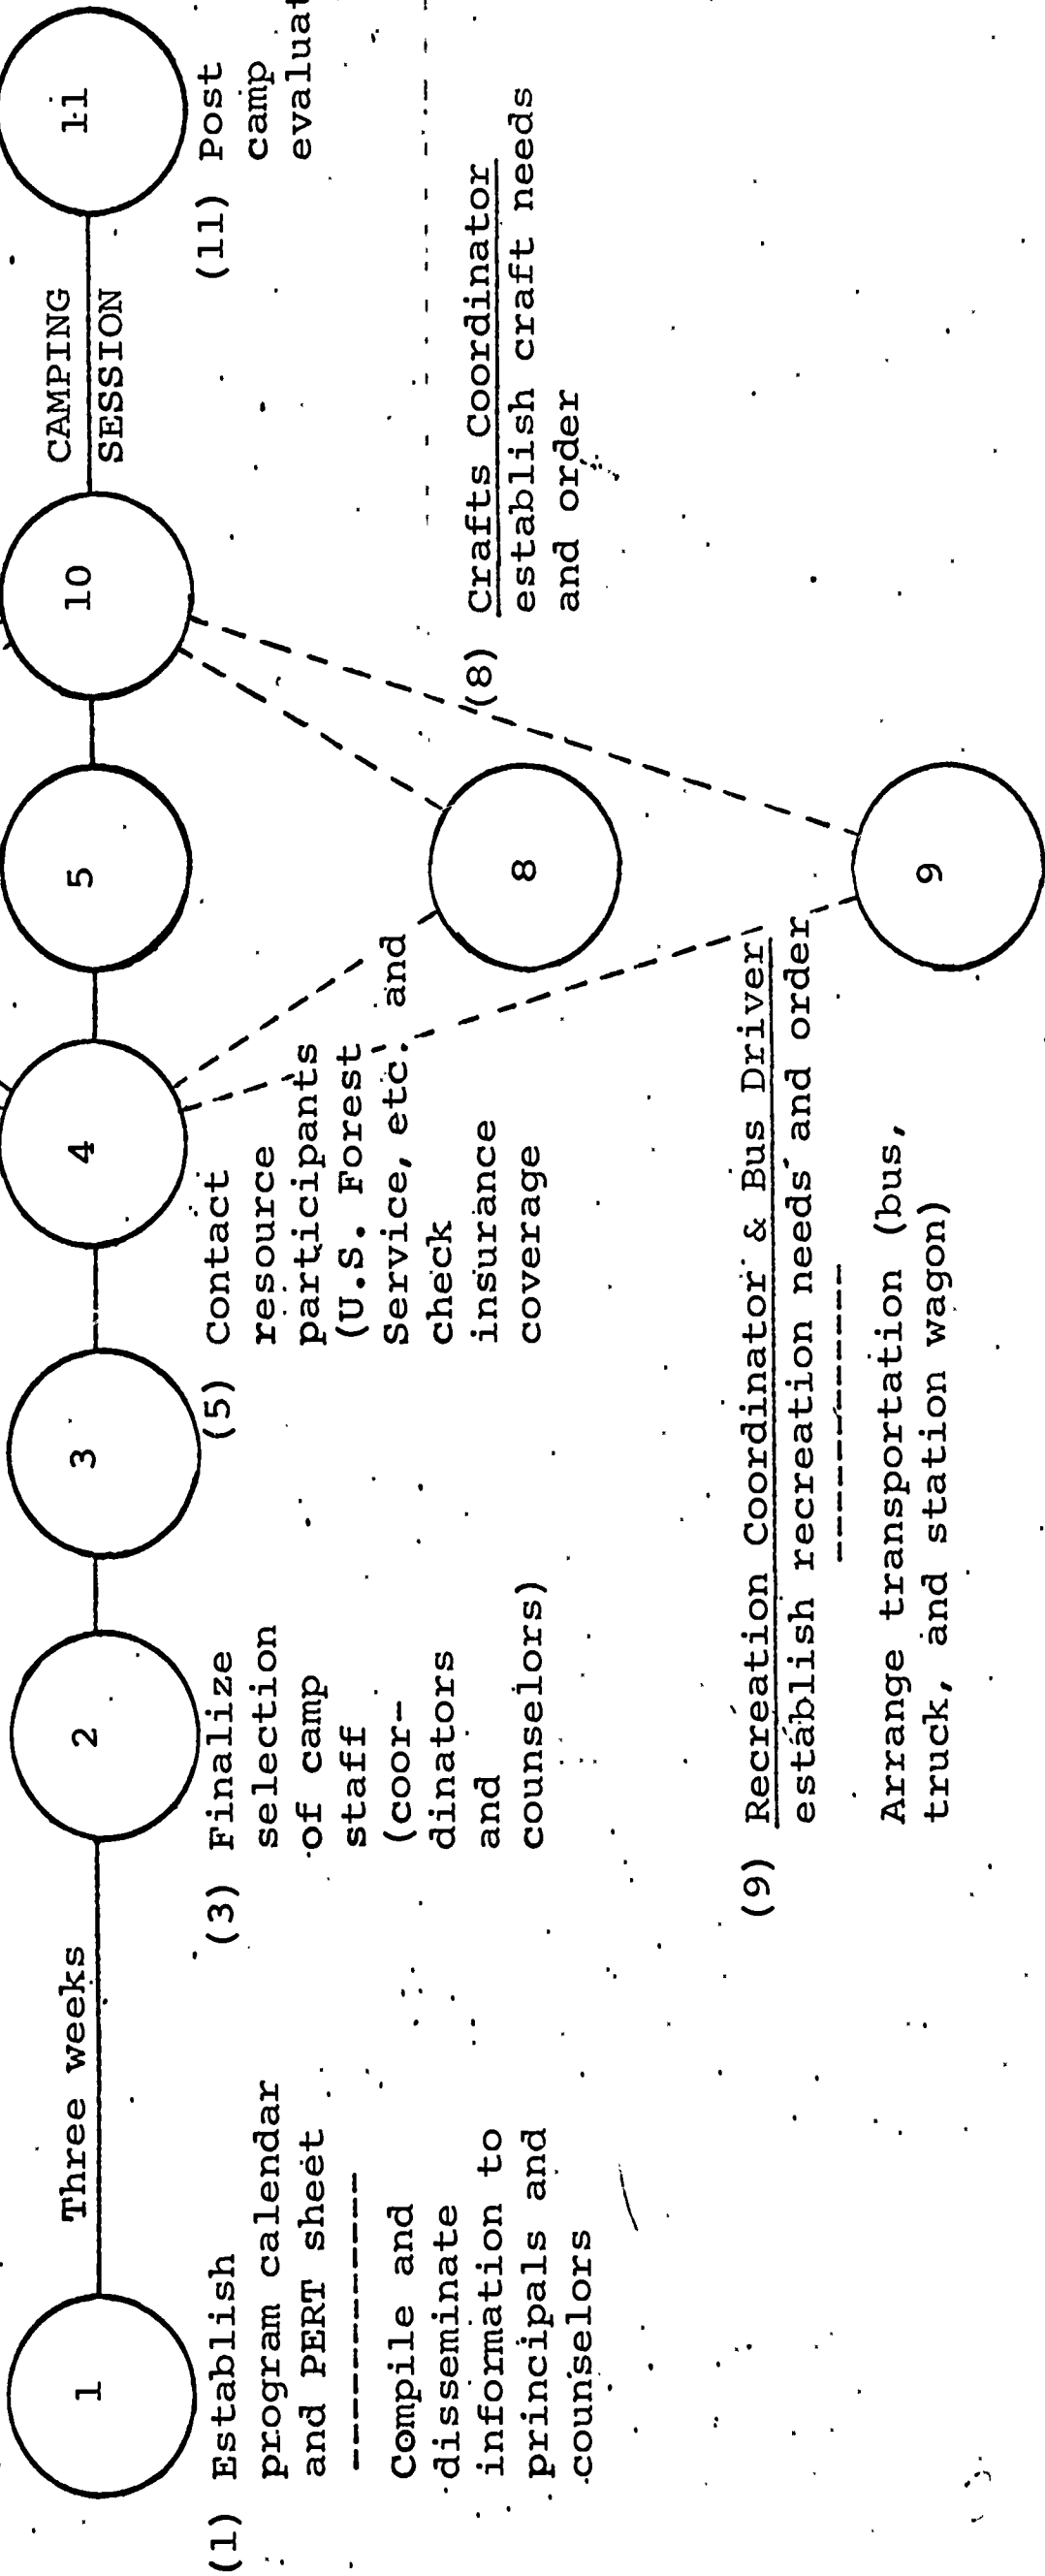 Three weeks
CAMPING
SESSION
1
2
3
4
5
10
11
8
9
(1) Establish
program calendar
and PERT sheet
-----------
Compile and
disseminate
information to
principals and
counselors
(3) Finalize
selection
of camp
staff
(coor-
dinators
and
counselors)
(5) Contact
resource
participants
(U.S. Forest
Service, etc. and
check
insurance
coverage
(11) Post
camp
(8) Crafts Coordinator
establish craft needs
and order
(9) Recreation Coordinator & Bus Driver
establish recreation needs and order
-----------
Arrange transportation (bus,
truck, and station wagon)